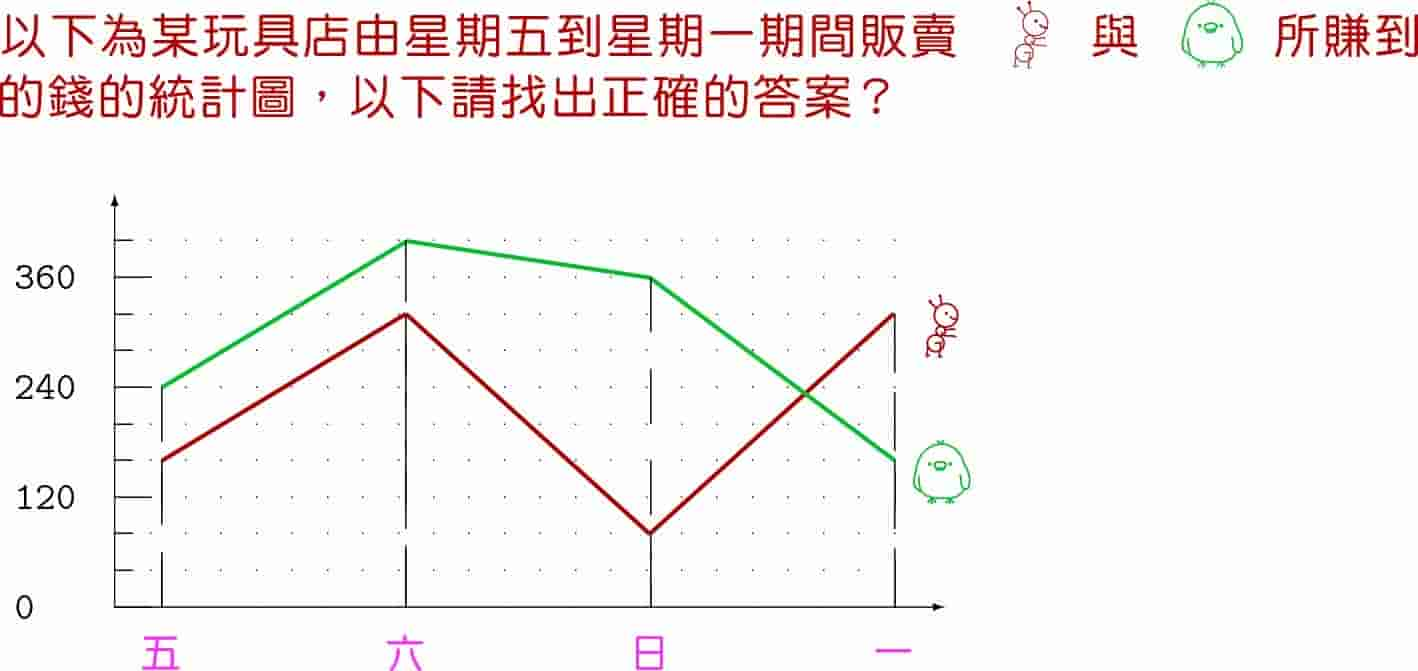 以下為某玩具店由星期五到星期一期間販賣 與 所賺到
的錢的統計圖，以下請找出正確的答案？
360
240
120
0
五 六 日 一